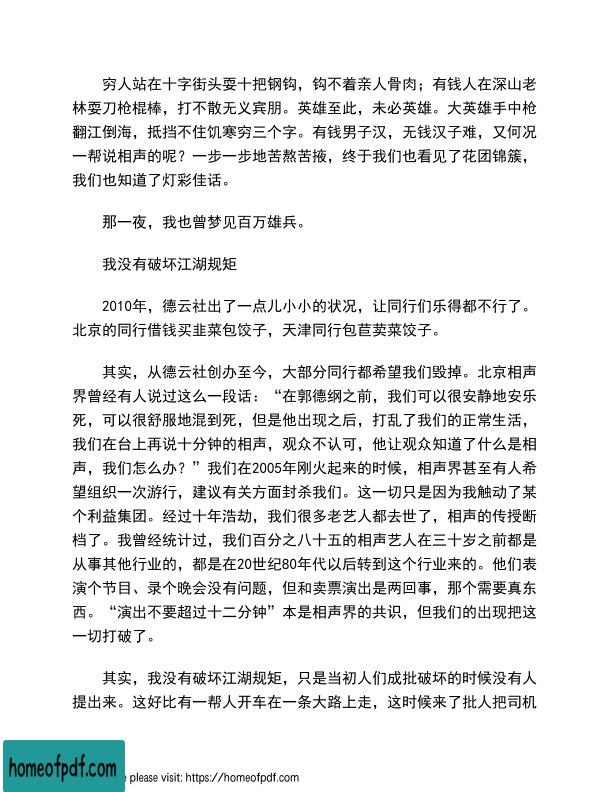 穷人站在十字街头耍十把钢钩，钩不着亲人骨肉；有钱人在深山老
林耍刀枪棍棒，打不散无义宾朋。英雄至此，未必英雄。大英雄手中枪
翻江倒海，抵挡不住饥寒穷三个字。有钱男子汉，无钱汉子难，又何况
一帮说相声的呢？一步一步地苦熬苦掖，终于我们也看见了花团锦簇，
我们也知道了灯彩佳话。
那一夜，我也曾梦见百万雄兵。
我没有破坏江湖规矩
2010年，德云社出了一点儿小小的状况，让同行们乐得都不行了。
北京的同行借钱买韭菜包饺子，天津同行包茴荬菜饺子。
其实，从德云社创办至今，大部分同行都希望我们毁掉。北京相声
界曾经有人说过这么一段话：“在郭德纲之前，我们可以很安静地安乐
死，可以很舒服地混到死，但是他出现之后，打乱了我们的正常生活，
我们在台上再说十分钟的相声，观众不认可，他让观众知道了什么是相
声，我们怎么办？”我们在2005年刚火起来的时候，相声界甚至有人希
望组织一次游行，建议有关方面封杀我们。这一切只是因为我触动了某
个利益集团。经过十年浩劫，我们很多老艺人都去世了，相声的传授断
档了。我曾经统计过，我们百分之八十五的相声艺人在三十岁之前都是
从事其他行业的，都是在20世纪80年代以后转到这个行业来的。他们表
演个节目、录个晚会没有问题，但和卖票演出是两回事，那个需要真东
西。“演出不要超过十二分钟”本是相声界的共识，但我们的出现把这
一切打破了。
其实，我没有破坏江湖规矩，只是当初人们成批破坏的时候没有人
提出来。这好比有一帮人开车在一条大路上走，这时候来了批人把司机
homeofpdf.com
e please visit: https://homeofpdf.com